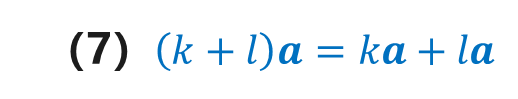 (7) (k + l)a = ka + la